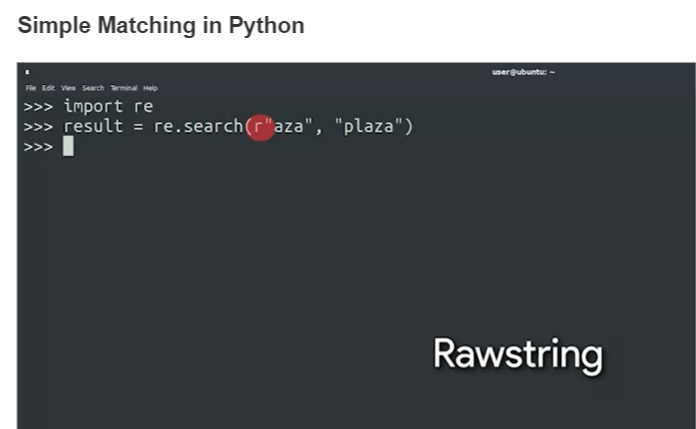 Simple Matching in Python
user@ubuntu: ~
File Edit View Search Terminal Help
>>> import re
>>> result = re.search(r"aza", "plaza")
>>>
Rawstring